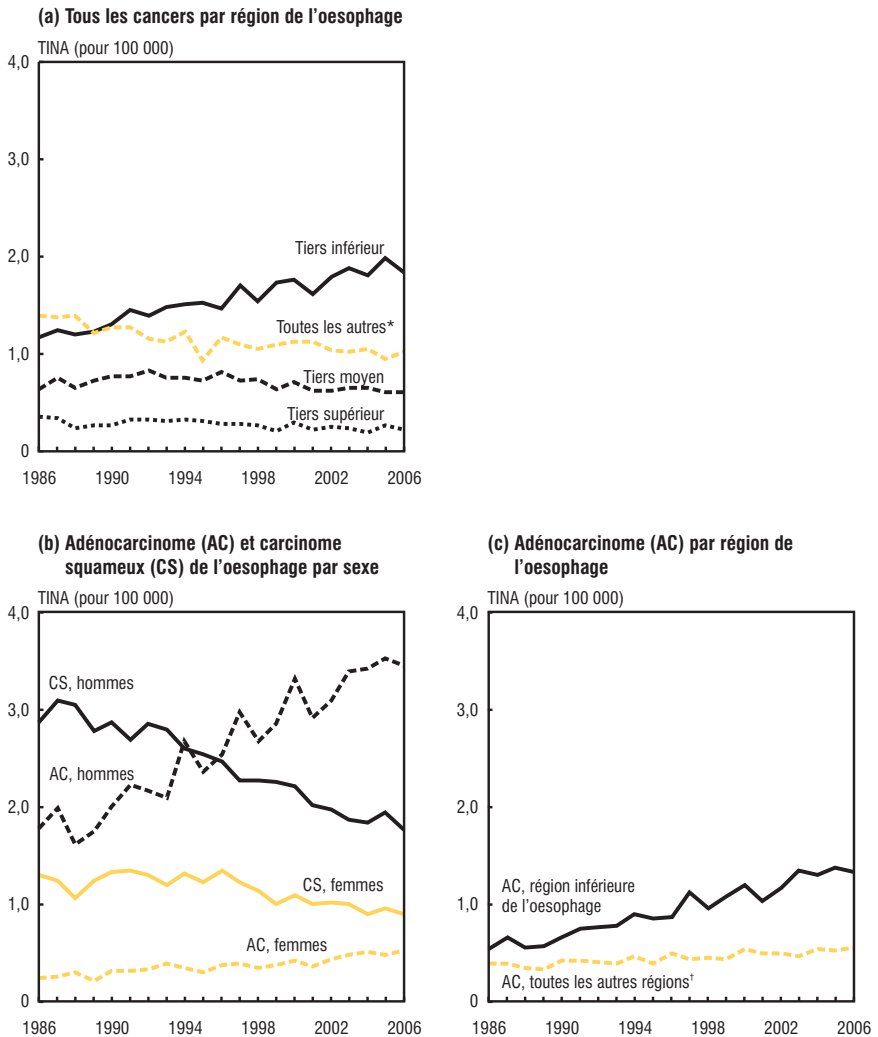 (a) Tous les cancers par région de l'oesophage
TINA (pour 100 000)
4,0
3,0
2,0
1,0
0
Tiers inférieur
Toutes les autres*
Tiers moyen
Tiers supérieur
1986 1990 1994 1998 2002 2006
(b) Adénocarcinome (AC) et carcinome
squameux (CS) de l'oesophage par sexe
TINA (pour 100 000)
4,0
3,0
2,0
1,0
0
CS, hommes
AC, hommes
CS, femmes
AC, femmes
1986 1990 1994 1998 2002 2006
(c) Adénocarcinome (AC) par région de
l'oesophage
TINA (pour 100 000)
4,0
3,0
2,0
1,0
0
AC, région inférieure
de l'oesophage
AC, toutes les autres régions†
1986 1990 1994 1998 2002 2006